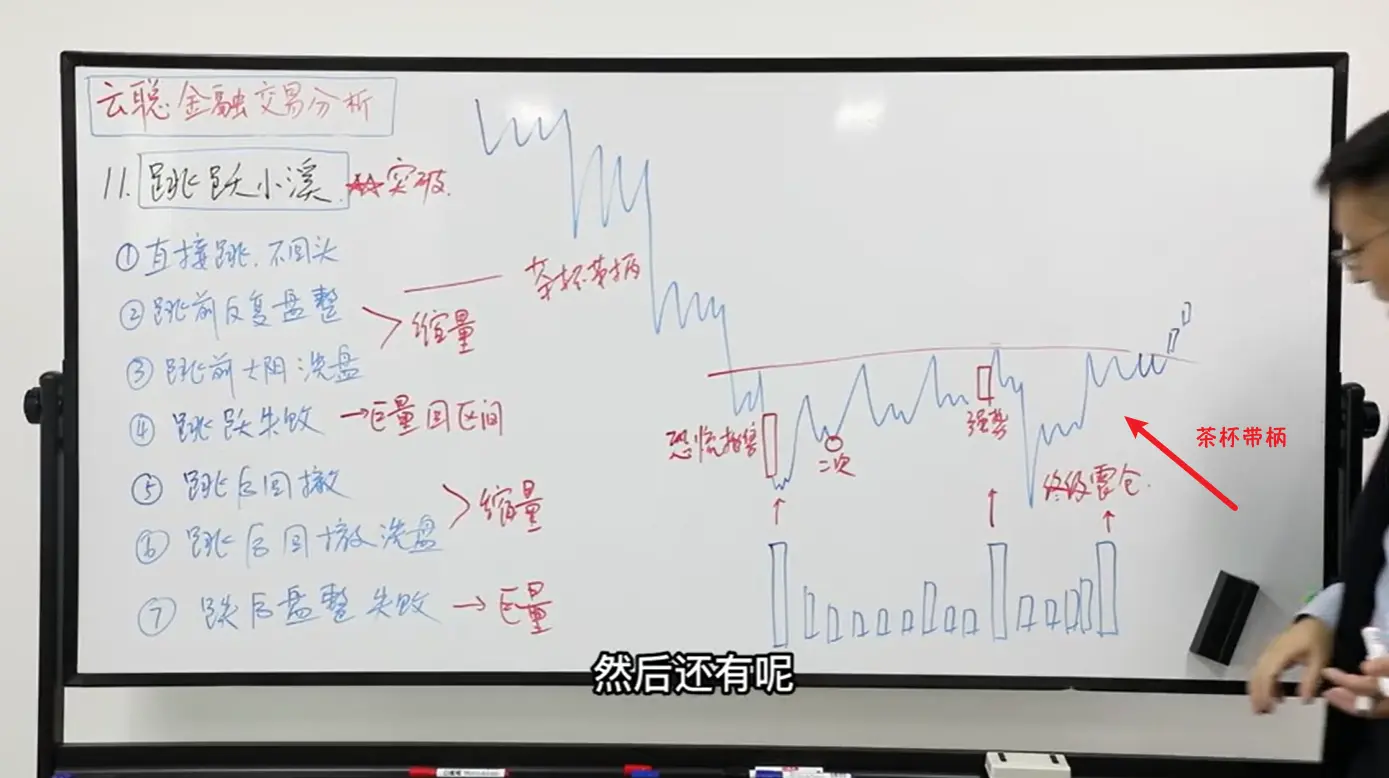 云聪金融交易分析
11. 跳跃小溪 突破
①直接跳.不回头
②跳前反复盘整
③跳前大阴洗盘
缩量
茶杯带柄
④跳跃失败 →巨量回区间
⑤跳后回撤
⑥跳后回撤洗盘
缩量
⑦跌后盘整失败 →巨量
恐慌抛售
二次
强势
终级震仓.
茶杯带柄
然后还有呢